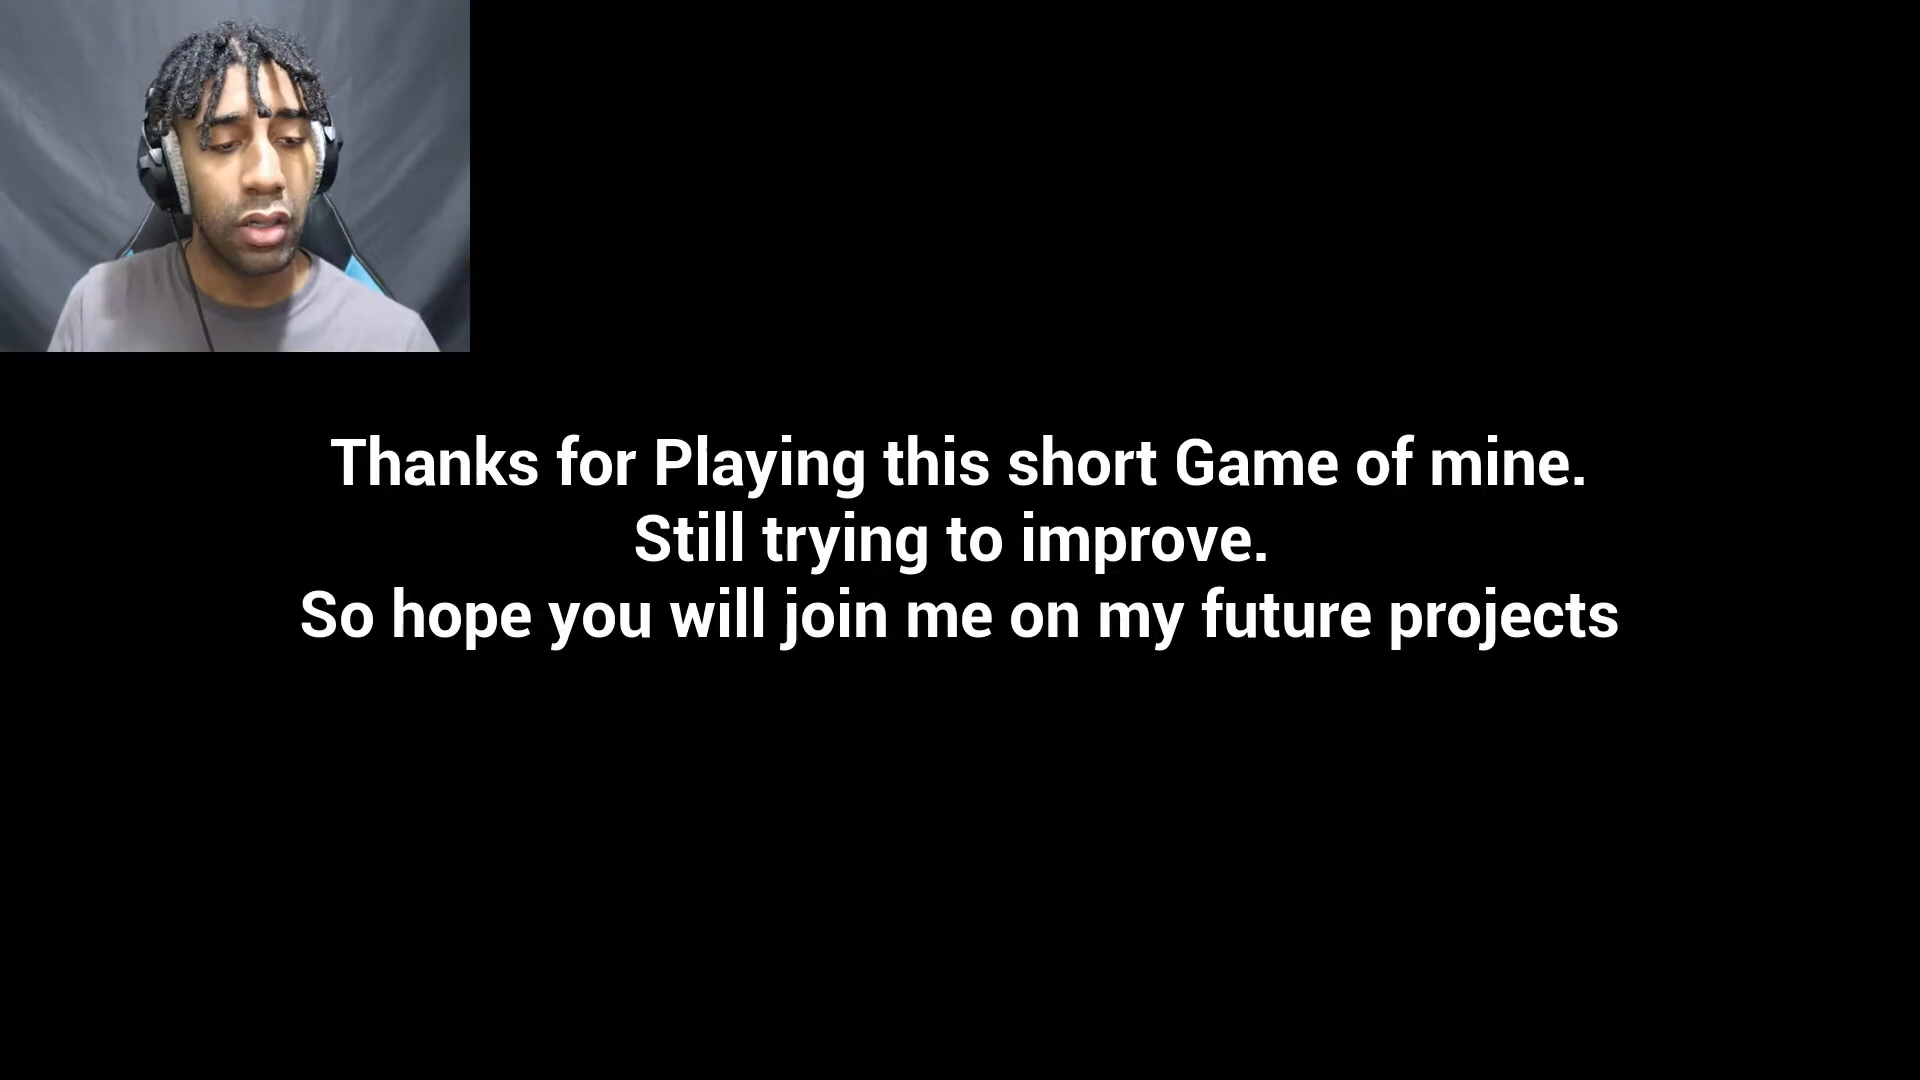 Thanks for Playing this short Game of mine.
Still trying to improve.
So hope you will join me on my future projects